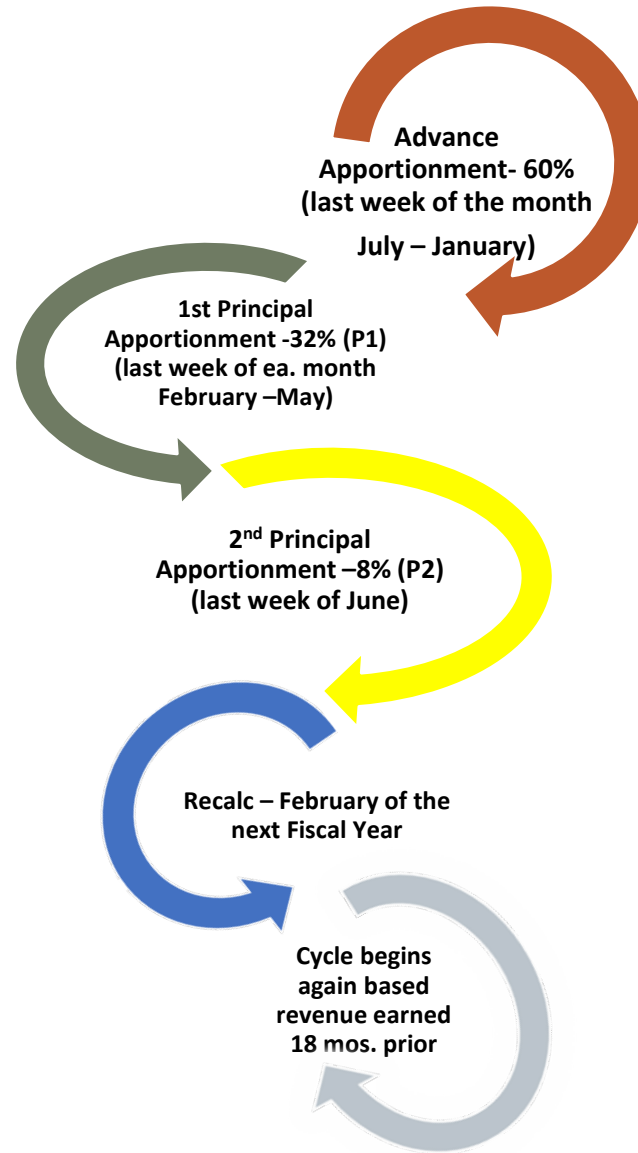 Advance
Apportionment- 60%
(last week of the month
July – January)
1st Principal
Apportionment -32% (P1)
(last week of ea. month
February –May)
2nd Principal
Apportionment –8% (P2)
(last week of June)
Recalc – February of the
next Fiscal Year
Cycle begins
again based
revenue earned
18 mos. prior